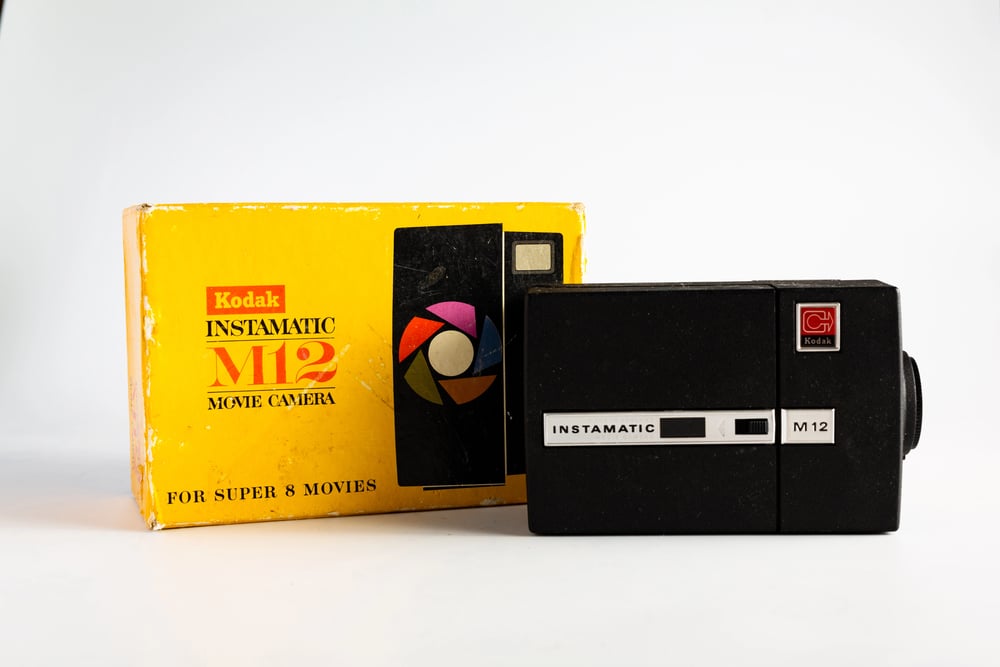 Kodak
INSTAMATIC
M12
MOVIE CAMERA
FOR SUPER 8 MOVIES
Kodak
INSTAMATIC
M 12